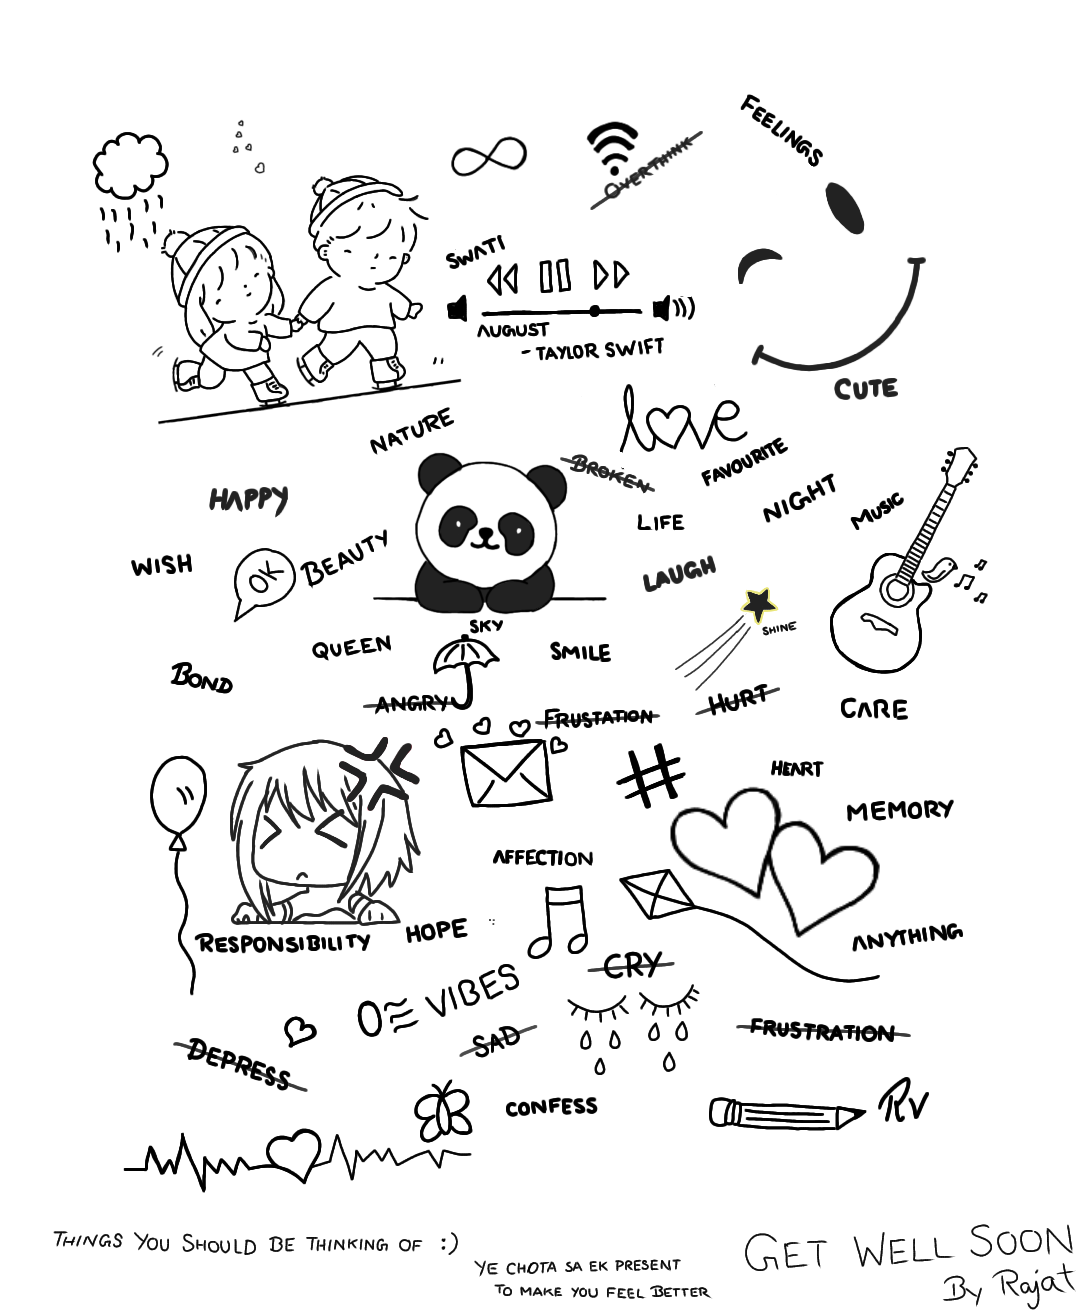 FEELINGS
OVERTHINK
SWATI
AUGUST
- TAYLOR SWIFT
CUTE
love
NATURE
BROKEN
FAVOURITE
HAPPY
NIGHT
MUSIC
LIFE
WISH
OK
BEAUTY
LAUGH
SKY
SHINE
QUEEN
SMILE
BOND
ANGRY
HURT
CARE
FRUSTATION
#
HEART
MEMORY
AFFECTION
RESPONSIBILITY
HOPE
ANYTHING
CRY
VIBES
SAD
FRUSTRATION
DEPRESS
CONFESS
RV
THINGS YOU SHOULD BE THINKING OF :)
YE CHOTA SA EK PRESENT
TO MAKE YOU FEEL BETTER
GET WELL SOON
By Rajat